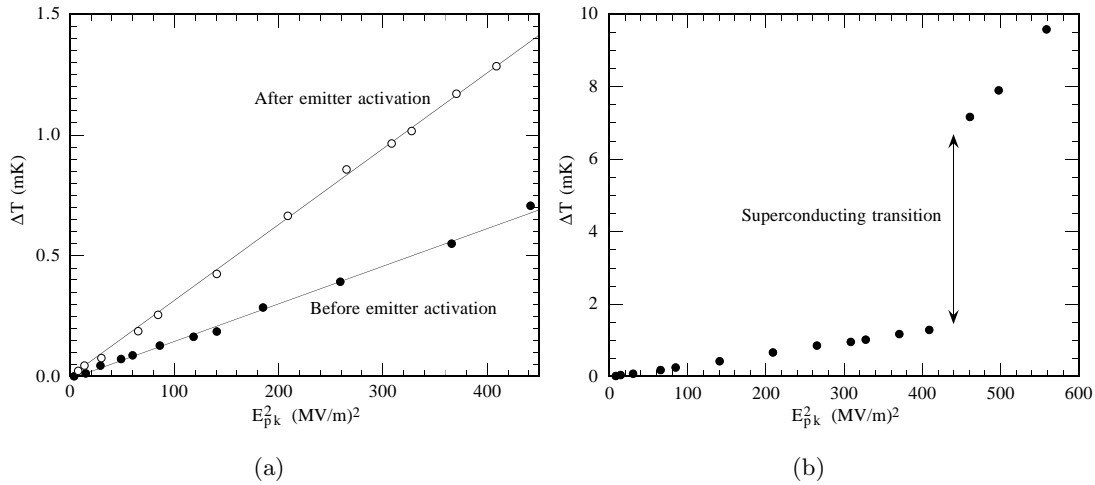 1.5
1.0
0.5
0.0
ΔT (mK)
After emitter activation
Before emitter activation
0 100 200 300 400
E²pk (MV/m)²
(a)
10
8
6
4
2
0
ΔT (mK)
Superconducting transition
0 100 200 300 400 500 600
E²pk (MV/m)²
(b)